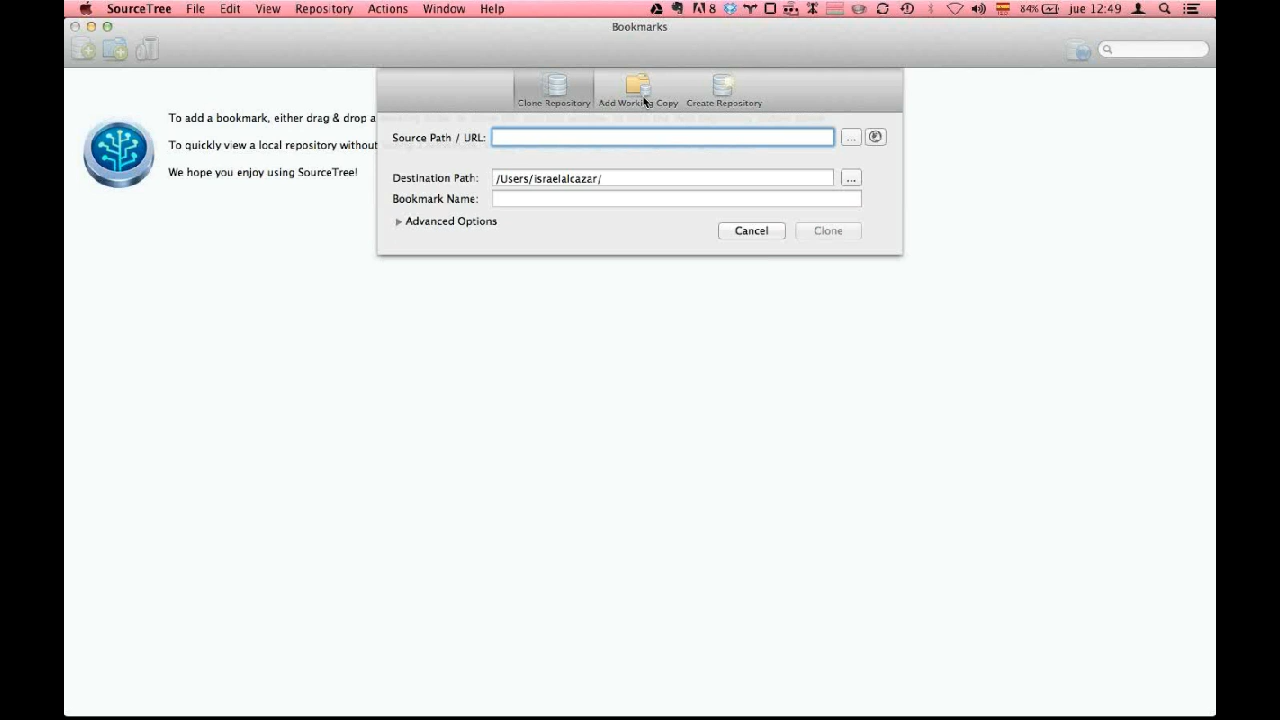 SourceTree File Edit View Repository Actions Window Help 8 84% jue 12:49
Bookmarks
Clone Repository Add Working Copy Create Repository
To add a bookmark, either drag & drop a
To quickly view a local repository without
We hope you enjoy using SourceTree!
Source Path / URL: ...
Destination Path: /Users/israelalcazar/ ...
Bookmark Name:
Advanced Options
Cancel Clone